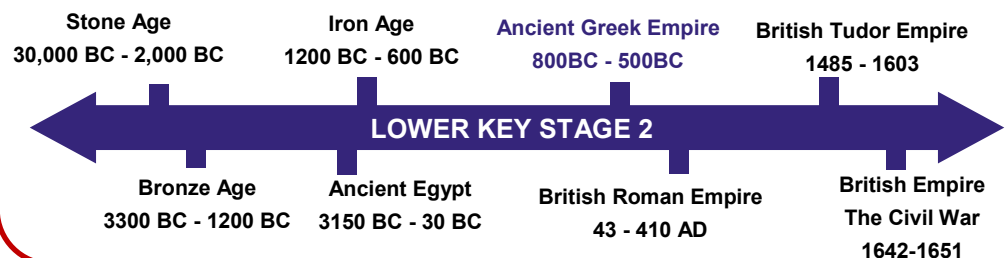 Stone Age
30,000 BC - 2,000 BC
Iron Age
1200 BC - 600 BC
Ancient Greek Empire
800BC - 500BC
British Tudor Empire
1485 - 1603
LOWER KEY STAGE 2
Bronze Age
3300 BC - 1200 BC
Ancient Egypt
3150 BC - 30 BC
British Roman Empire
43 - 410 AD
British Empire
The Civil War
1642-1651